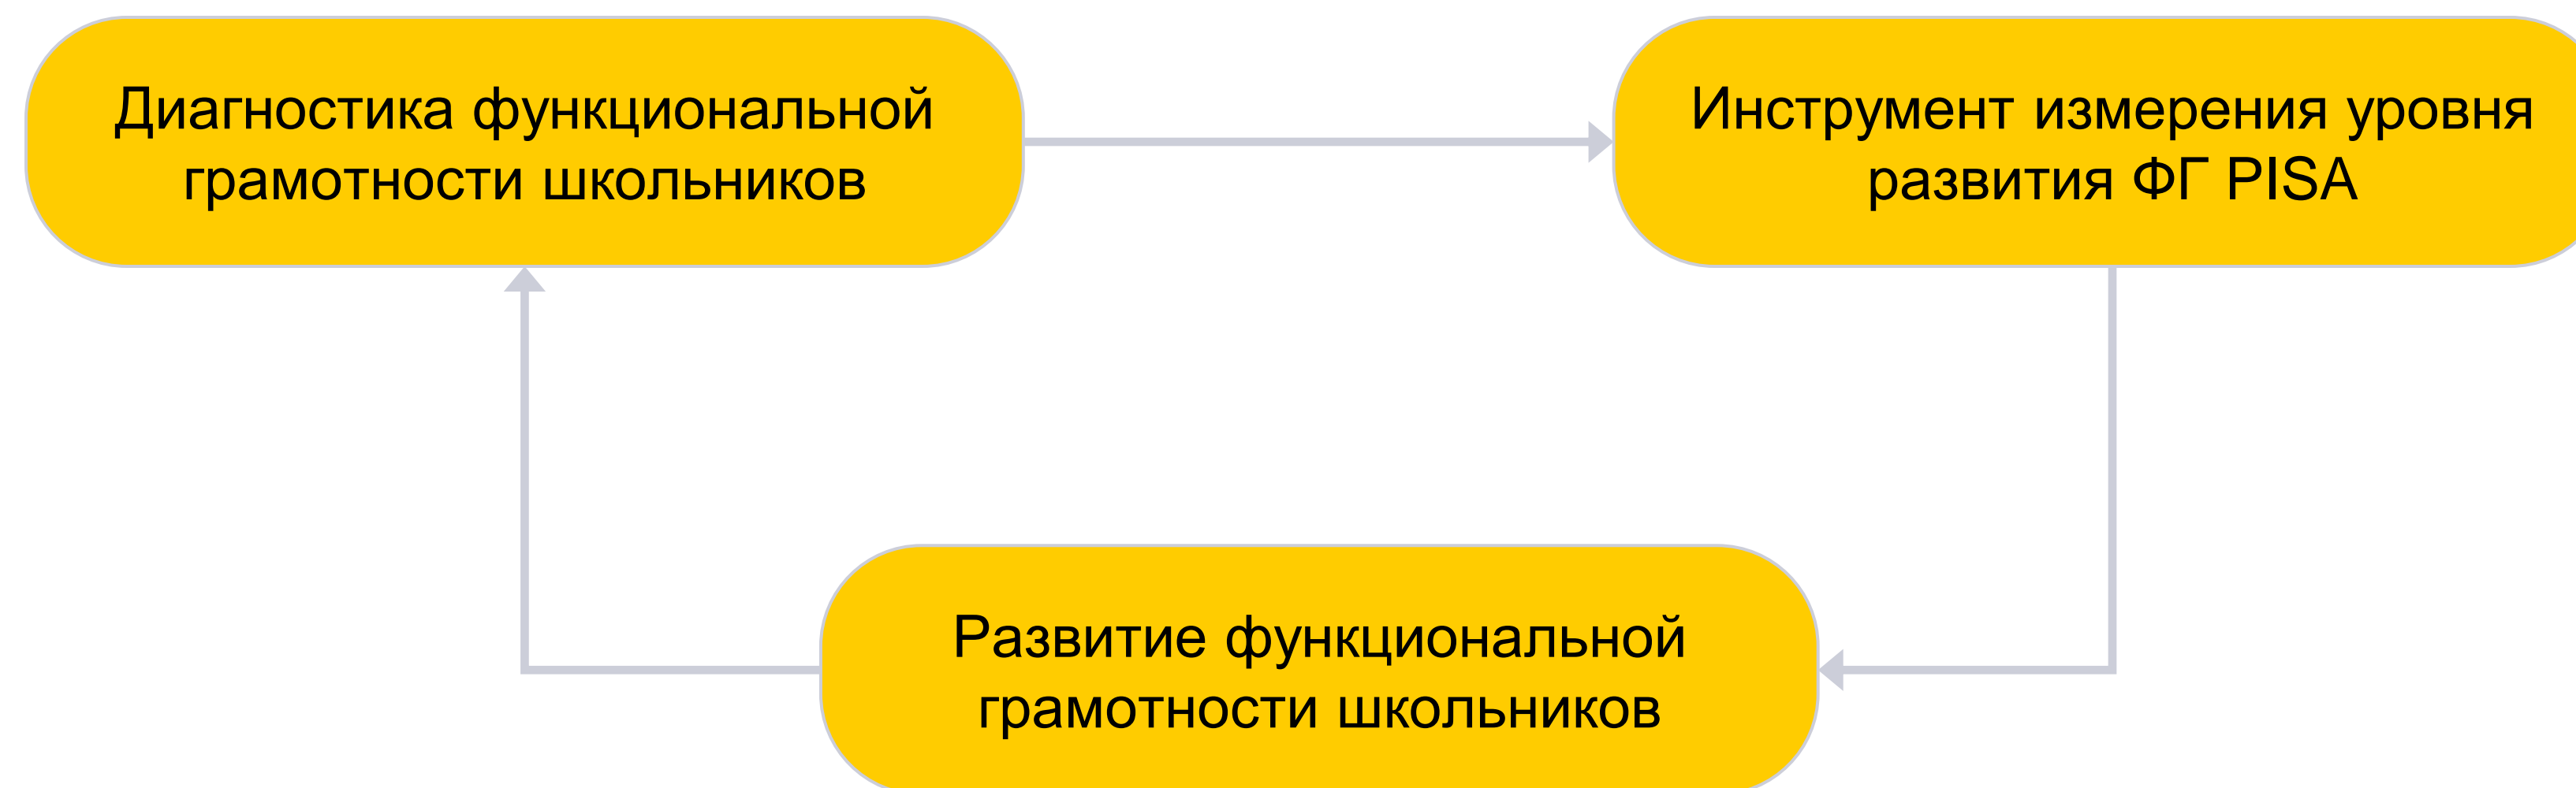 Диагностика функциональной
грамотности школьников
Инструмент измерения уровня
развития ФГ PISA
Развитие функциональной
грамотности школьников